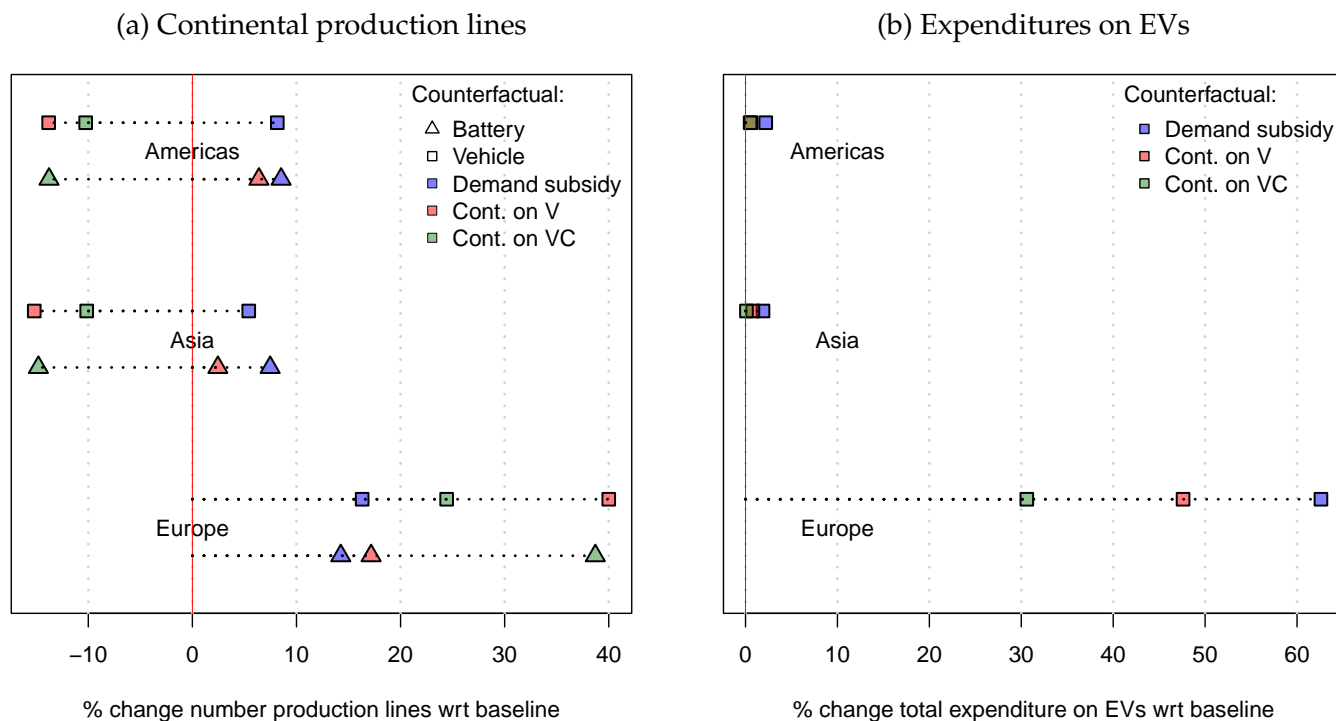 (a) Continental production lines
Counterfactual:
Battery
Vehicle
Demand subsidy
Cont. on V
Cont. on VC
Americas
Asia
Europe
−10 0 10 20 30 40
% change number production lines wrt baseline
(b) Expenditures on EVs
Counterfactual:
Demand subsidy
Cont. on V
Cont. on VC
Americas
Asia
Europe
0 10 20 30 40 50 60
% change total expenditure on EVs wrt baseline